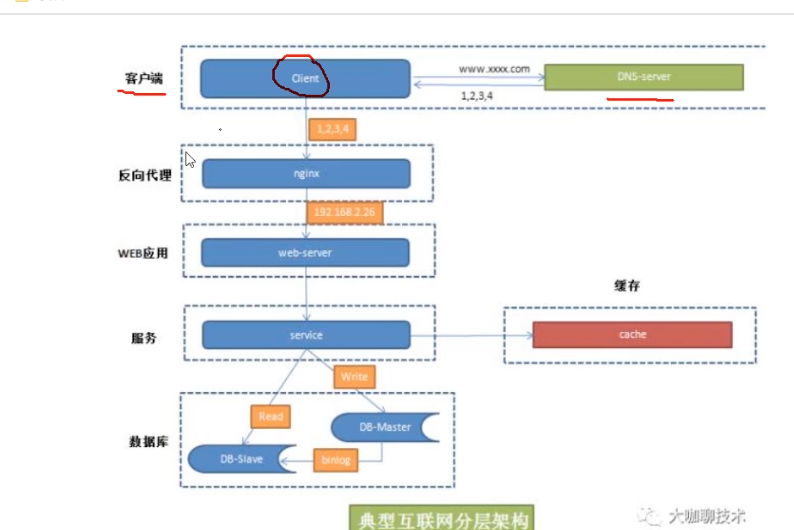 客户端
Client
www.xxxx.com
DNS-server
1,2,3,4
1,2,3,4
反向代理
nginx
192.168.2.26
WEB应用
web-server
缓存
服务
service
cache
Write
Read
数据库
DB-Master
DB-Slave
binlog
典型互联网分层架构
大咖聊技术